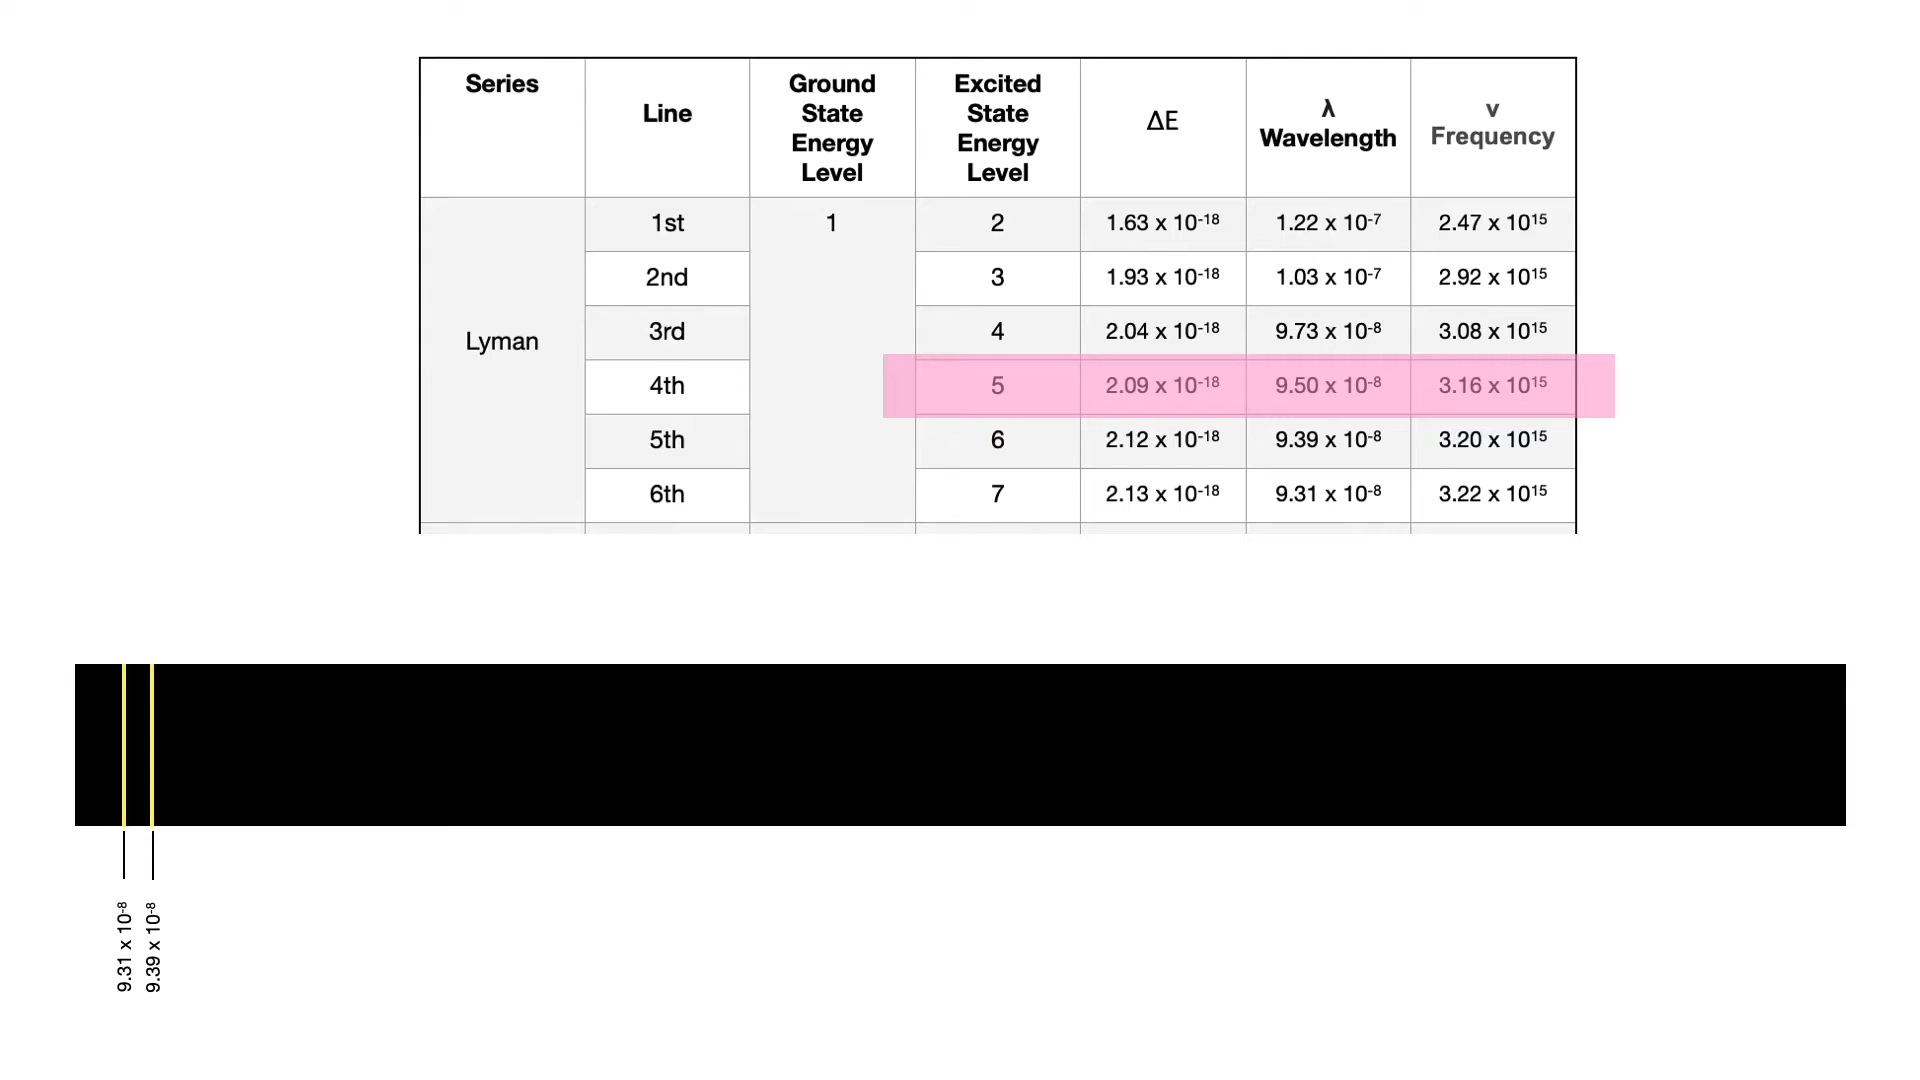 Series Line Ground State Energy Level Excited State Energy Level ΔE λ Wavelength v Frequency
Lyman
1st 1 2 1.63 x 10⁻¹⁸ 1.22 x 10⁻⁷ 2.47 x 10¹⁵
2nd 3 1.93 x 10⁻¹⁸ 1.03 x 10⁻⁷ 2.92 x 10¹⁵
3rd 4 2.04 x 10⁻¹⁸ 9.73 x 10⁻⁸ 3.08 x 10¹⁵
4th 5 2.09 x 10⁻¹⁸ 9.50 x 10⁻⁸ 3.16 x 10¹⁵
5th 6 2.12 x 10⁻¹⁸ 9.39 x 10⁻⁸ 3.20 x 10¹⁵
6th 7 2.13 x 10⁻¹⁸ 9.31 x 10⁻⁸ 3.22 x 10¹⁵
9.31 x 10⁻⁸
9.39 x 10⁻⁸